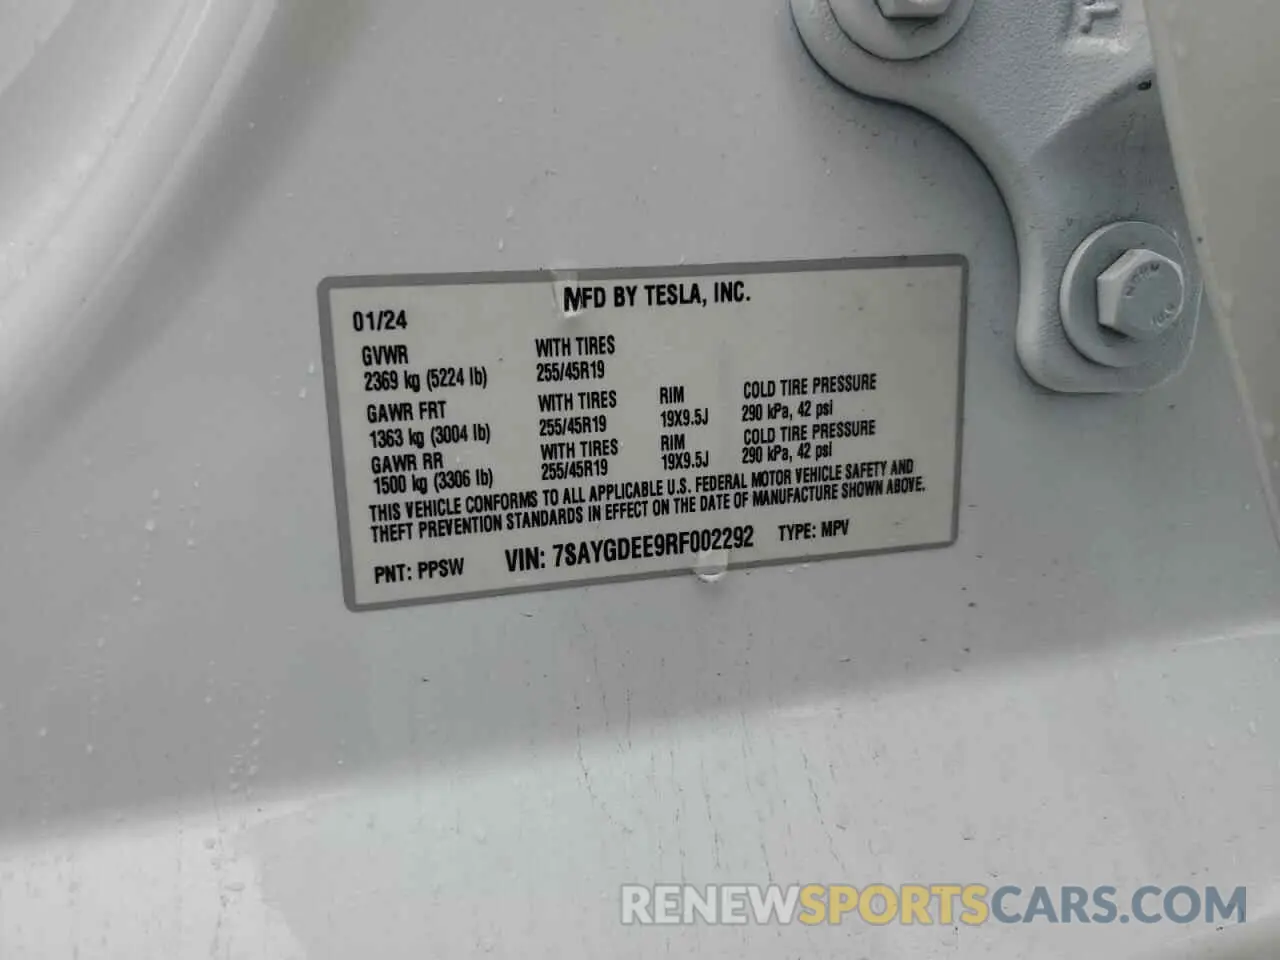 MFD BY TESLA, INC.
01/24
GVWR
2369 kg (5224 lb)
WITH TIRES
255/45R19
GAWR FRT
1363 kg (3004 lb)
WITH TIRES
255/45R19
RIM
19X9.5J
COLD TIRE PRESSURE
290 kPa, 42 psi
GAWR RR
1500 kg (3306 lb)
WITH TIRES
255/45R19
RIM
19X9.5J
COLD TIRE PRESSURE
290 kPa, 42 psi
THIS VEHICLE CONFORMS TO ALL APPLICABLE U.S. FEDERAL MOTOR VEHICLE SAFETY AND
THEFT PREVENTION STANDARDS IN EFFECT ON THE DATE OF MANUFACTURE SHOWN ABOVE.
PNT: PPSW
VIN: 7SAYGDEE9RF002292
TYPE: MPV
RENEWSPORTSCARS.COM